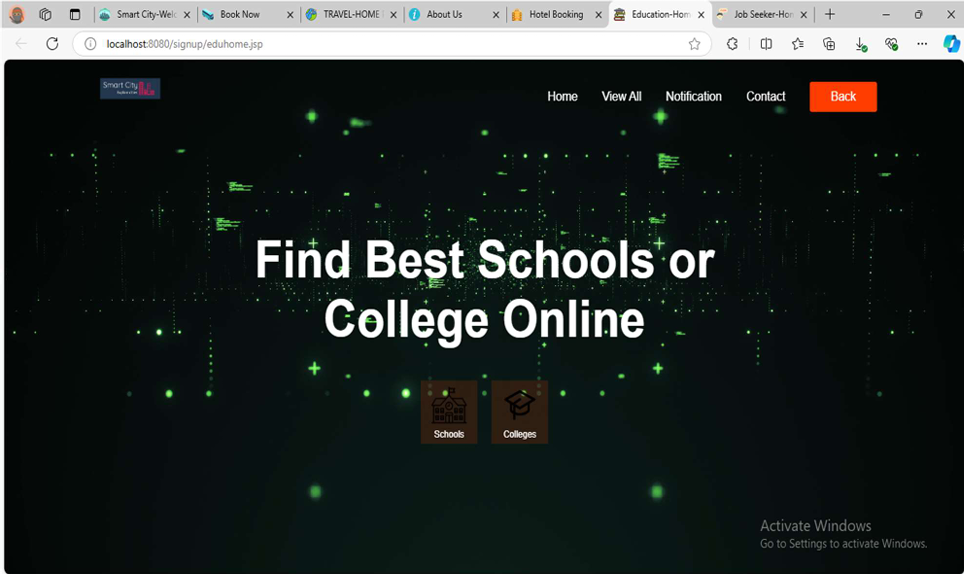 Smart City-Welc
Book Now
TRAVEL-HOME
About Us
Hotel Booking
Education-Hom
Job Seeker-Hom
localhost:8080/signup/eduhome.jsp
Smart City
Home
View All
Notification
Contact
Back
Find Best Schools or
College Online
Schools
Colleges
Activate Windows
Go to Settings to activate Windows.